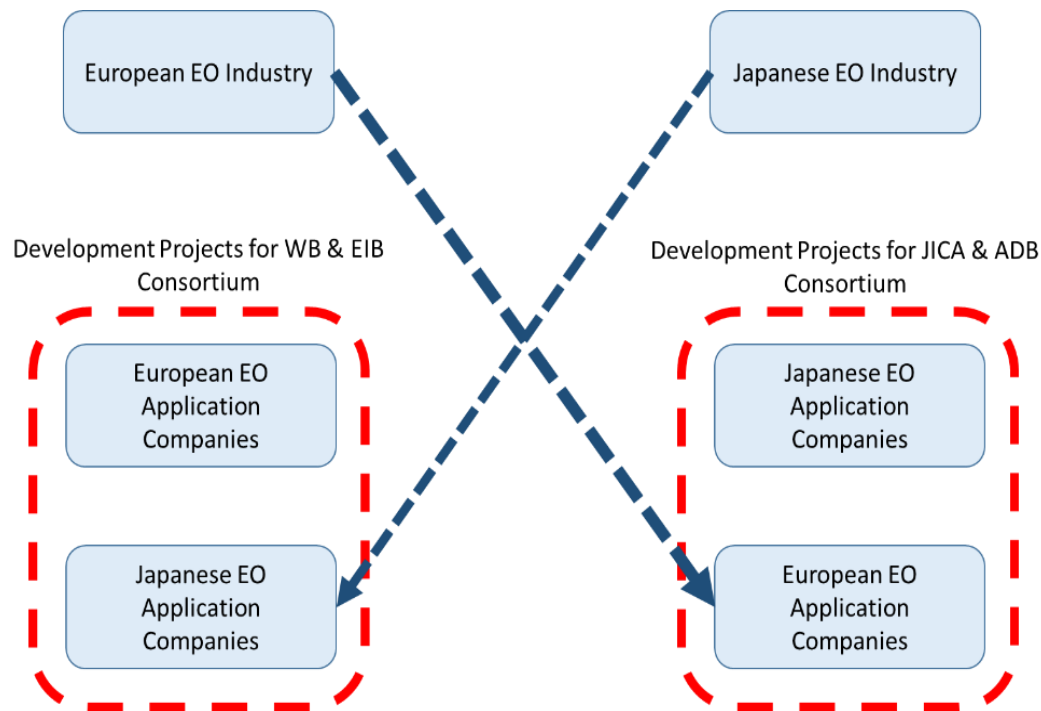 European EO Industry
Japanese EO Industry
Development Projects for WB & EIB
Consortium
European EO
Application
Companies
Japanese EO
Application
Companies
Development Projects for JICA & ADB
Consortium
Japanese EO
Application
Companies
European EO
Application
Companies